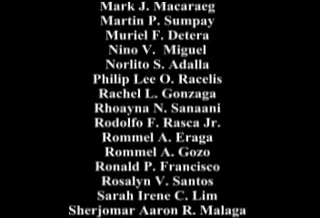 Mark J. Macaraeg
Martin P. Sumpay
Muriel F. Detera
Nino V. Miguel
Norlito S. Adalla
Philip Lee O. Racelis
Rachel L. Gonzaga
Rhoayna N. Sanaani
Rodolfo F. Rasca Jr.
Rommel A. Eraga
Rommel A. Gozo
Ronald P. Francisco
Rosalyn V. Santos
Sarah Irene C. Lim
Sherjomar Aaron R. Malaga